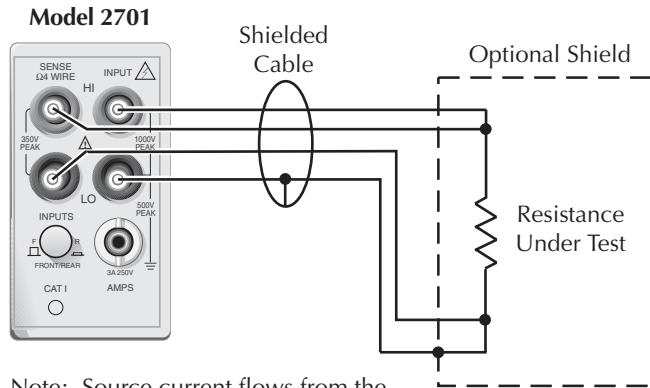 Model 2701
Shielded
Cable
Optional Shield
SENSE
Ω4 WIRE
INPUT
HI
350V
PEAK
1000V
PEAK
LO
500V
PEAK
INPUTS
F
R
FRONT/REAR
3A 250V
CAT I
AMPS
Resistance
Under Test
Note: Source current flows from the